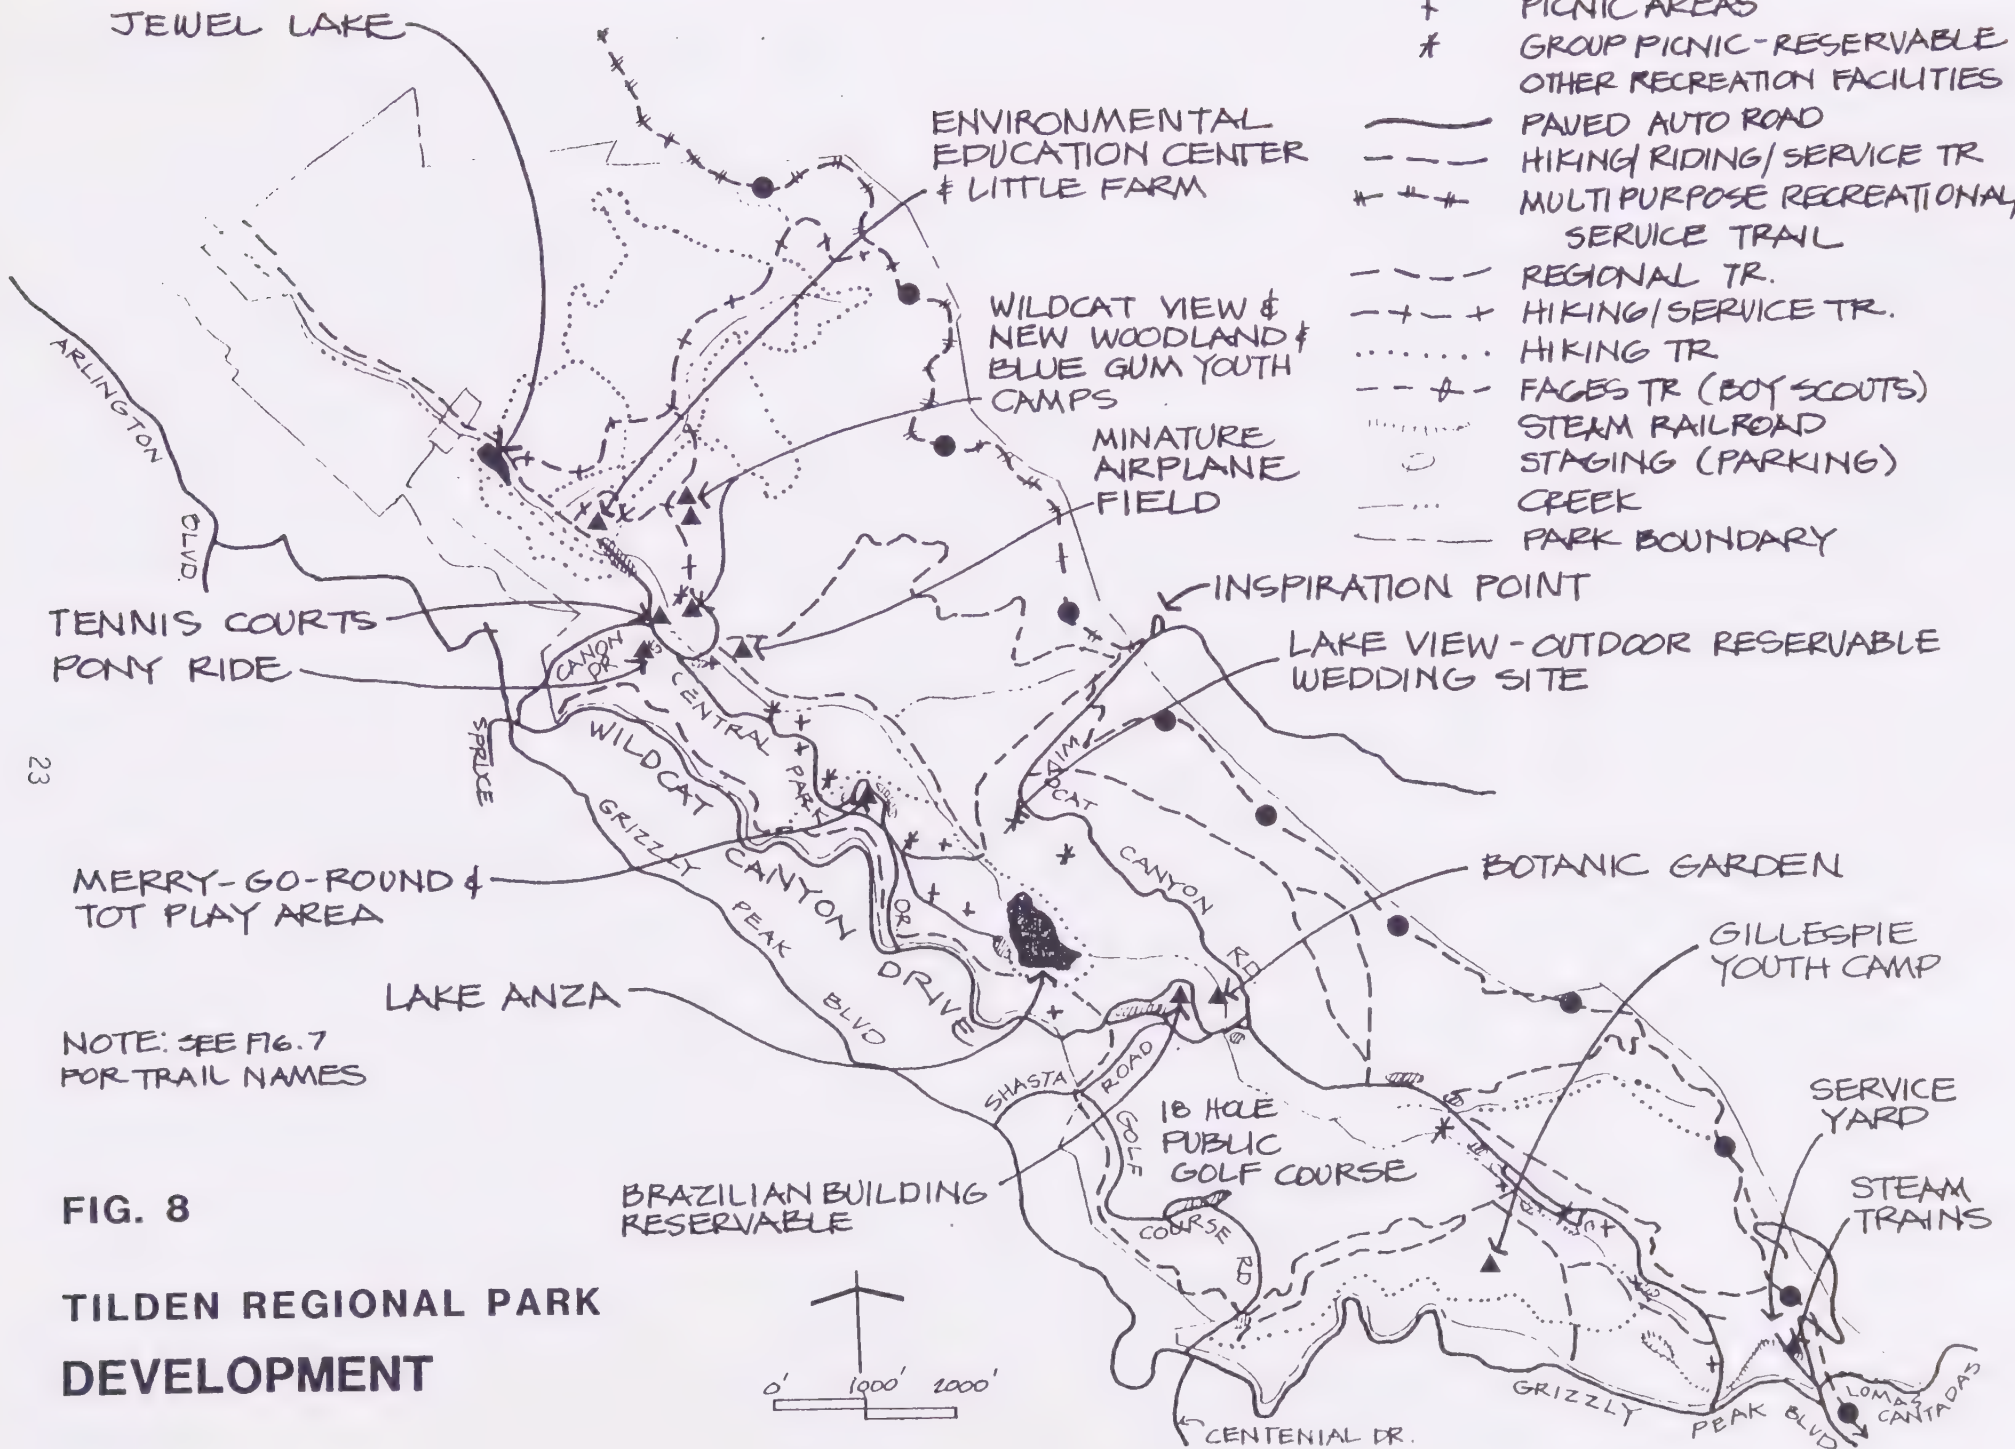 JEWEL LAKE
PICNIC AREAS
GROUP PICNIC-RESERVABLE
OTHER RECREATION FACILITIES
PAVED AUTO ROAD
HIKING/RIDING/SERVICE TR
MULTIPURPOSE RECREATIONAL/
SERVICE TRAIL
REGIONAL TR.
HIKING/SERVICE TR.
HIKING TR
FAGES TR (BOY SCOUTS)
STEAM RAILROAD
STAGING (PARKING)
CREEK
PARK BOUNDARY
ENVIRONMENTAL
EDUCATION CENTER
& LITTLE FARM
WILDCAT VIEW &
NEW WOODLAND &
BLUE GUM YOUTH
CAMPS
MINATURE
AIRPLANE
FIELD
ARLINGTON
BLVD.
INSPIRATION POINT
LAKE VIEW-OUTDOOR RESERVABLE
WEDDING SITE
TENNIS COURTS
PONY RIDE
CANON
DR.
CENTRAL
PARK
DR
SPRUCE
WILDCAT
CANYON
DRIVE
GRIZZLY
PEAK
BLVD
CANYON
RD
23
MERRY-GO-ROUND &
TOT PLAY AREA
BOTANIC GARDEN
GILLESPIE
YOUTH CAMP
LAKE ANZA
NOTE: SEE FIG. 7
FOR TRAIL NAMES
SHASTA
ROAD
GOLF
COURSE
RD
18 HOLE
PUBLIC
GOLF COURSE
SERVICE
YARD
STEAM
TRAINS
BRAZILIAN BUILDING
RESERVABLE
FIG. 8
TILDEN REGIONAL PARK
DEVELOPMENT
0' 1000' 2000'
GRIZZLY
PEAK BLVD
LOMAS
CANTADAS
CENTENIAL DR.